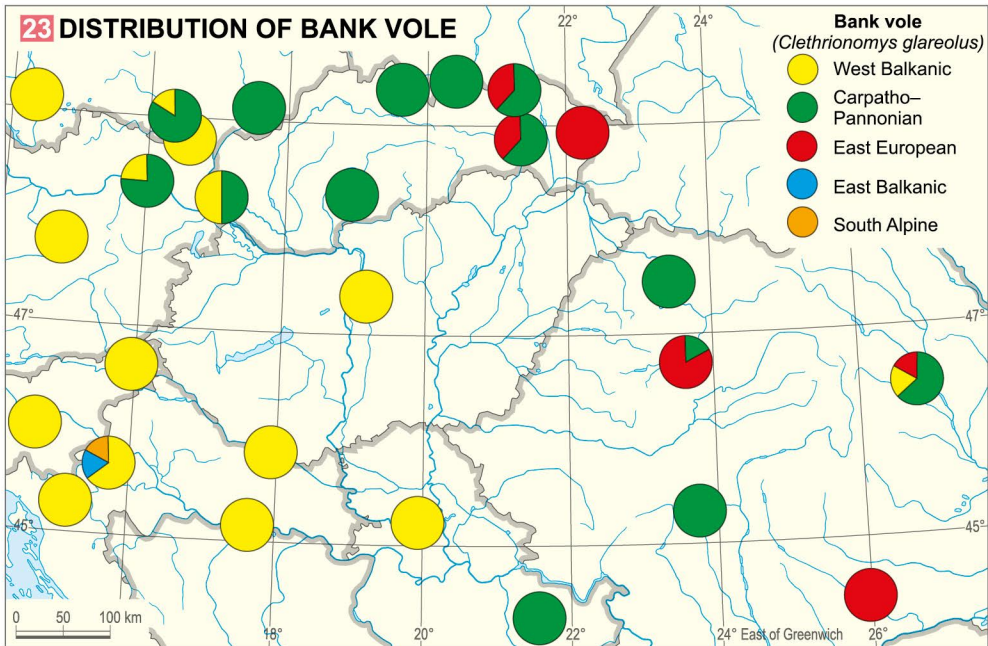 23 DISTRIBUTION OF BANK VOLE
22°
24°
Bank vole
(Clethrionomys glareolus)
West Balkanic
Carpatho–
Pannonian
East European
East Balkanic
South Alpine
47°
47°
45°
45°
0 50 100 km
18°
20°
22°
24° East of Greenwich
26°